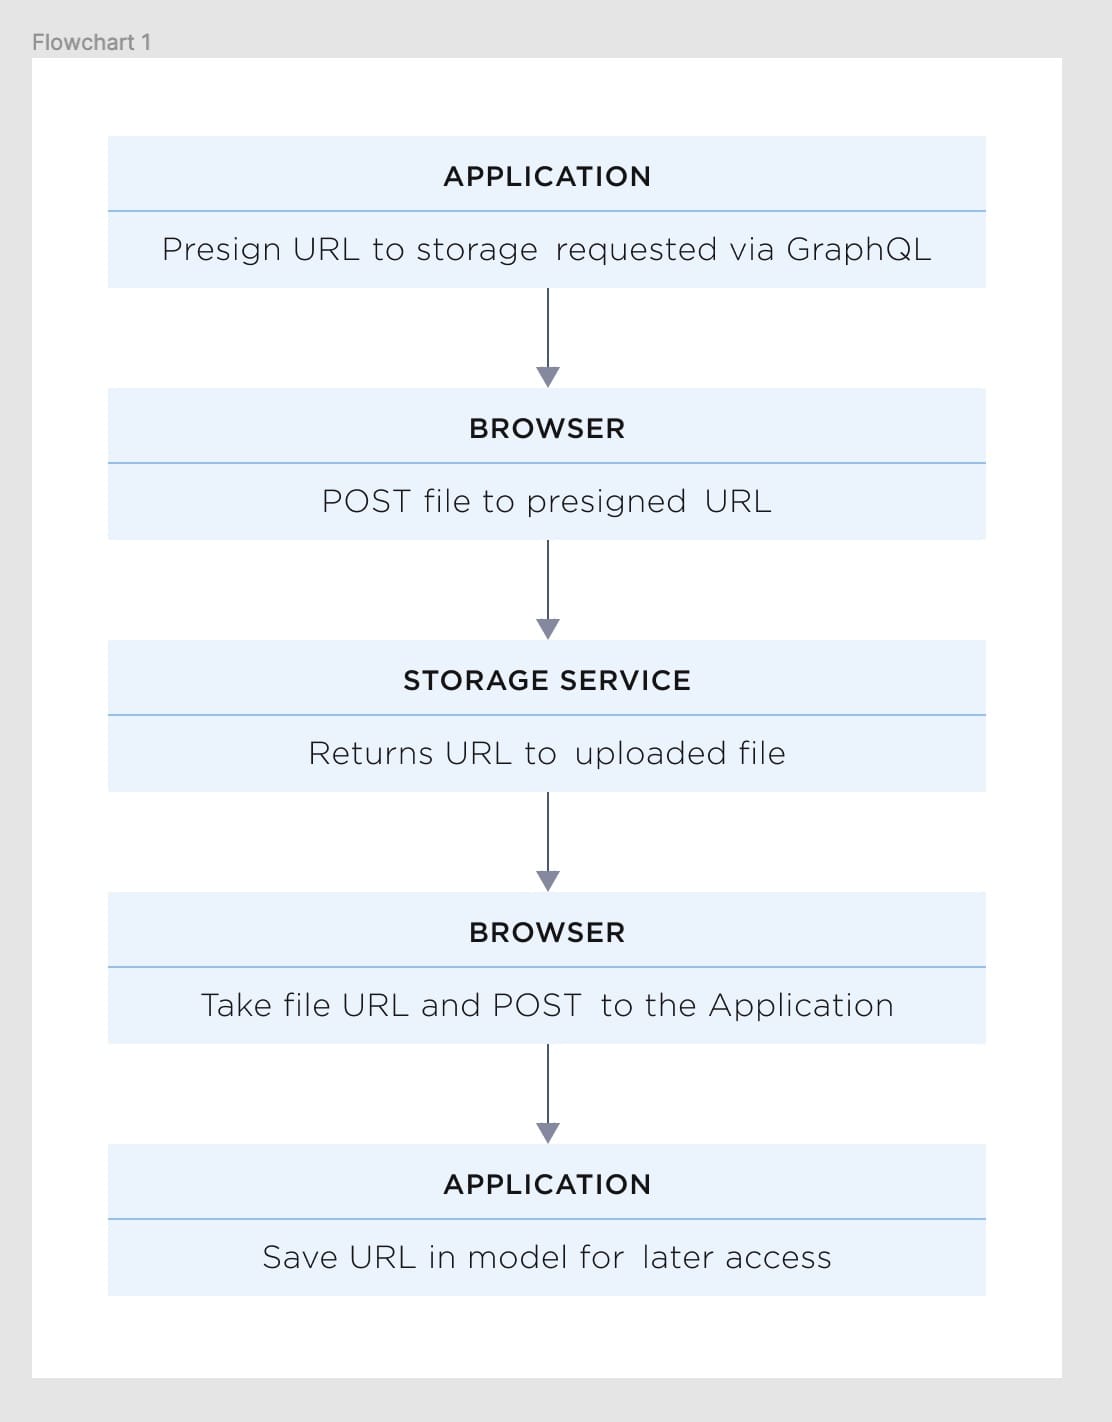 Flowchart 1
APPLICATION
Presign URL to storage requested via GraphQL
BROWSER
POST file to presigned URL
STORAGE SERVICE
Returns URL to uploaded file
BROWSER
Take file URL and POST to the Application
APPLICATION
Save URL in model for later access